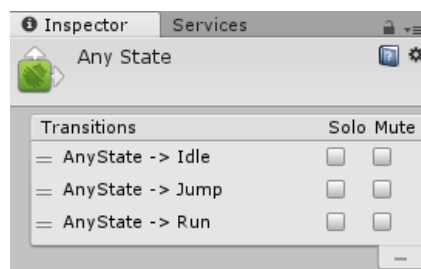 Inspector Services
Any State
Transitions Solo Mute
AnyState -> Idle
AnyState -> Jump
AnyState -> Run